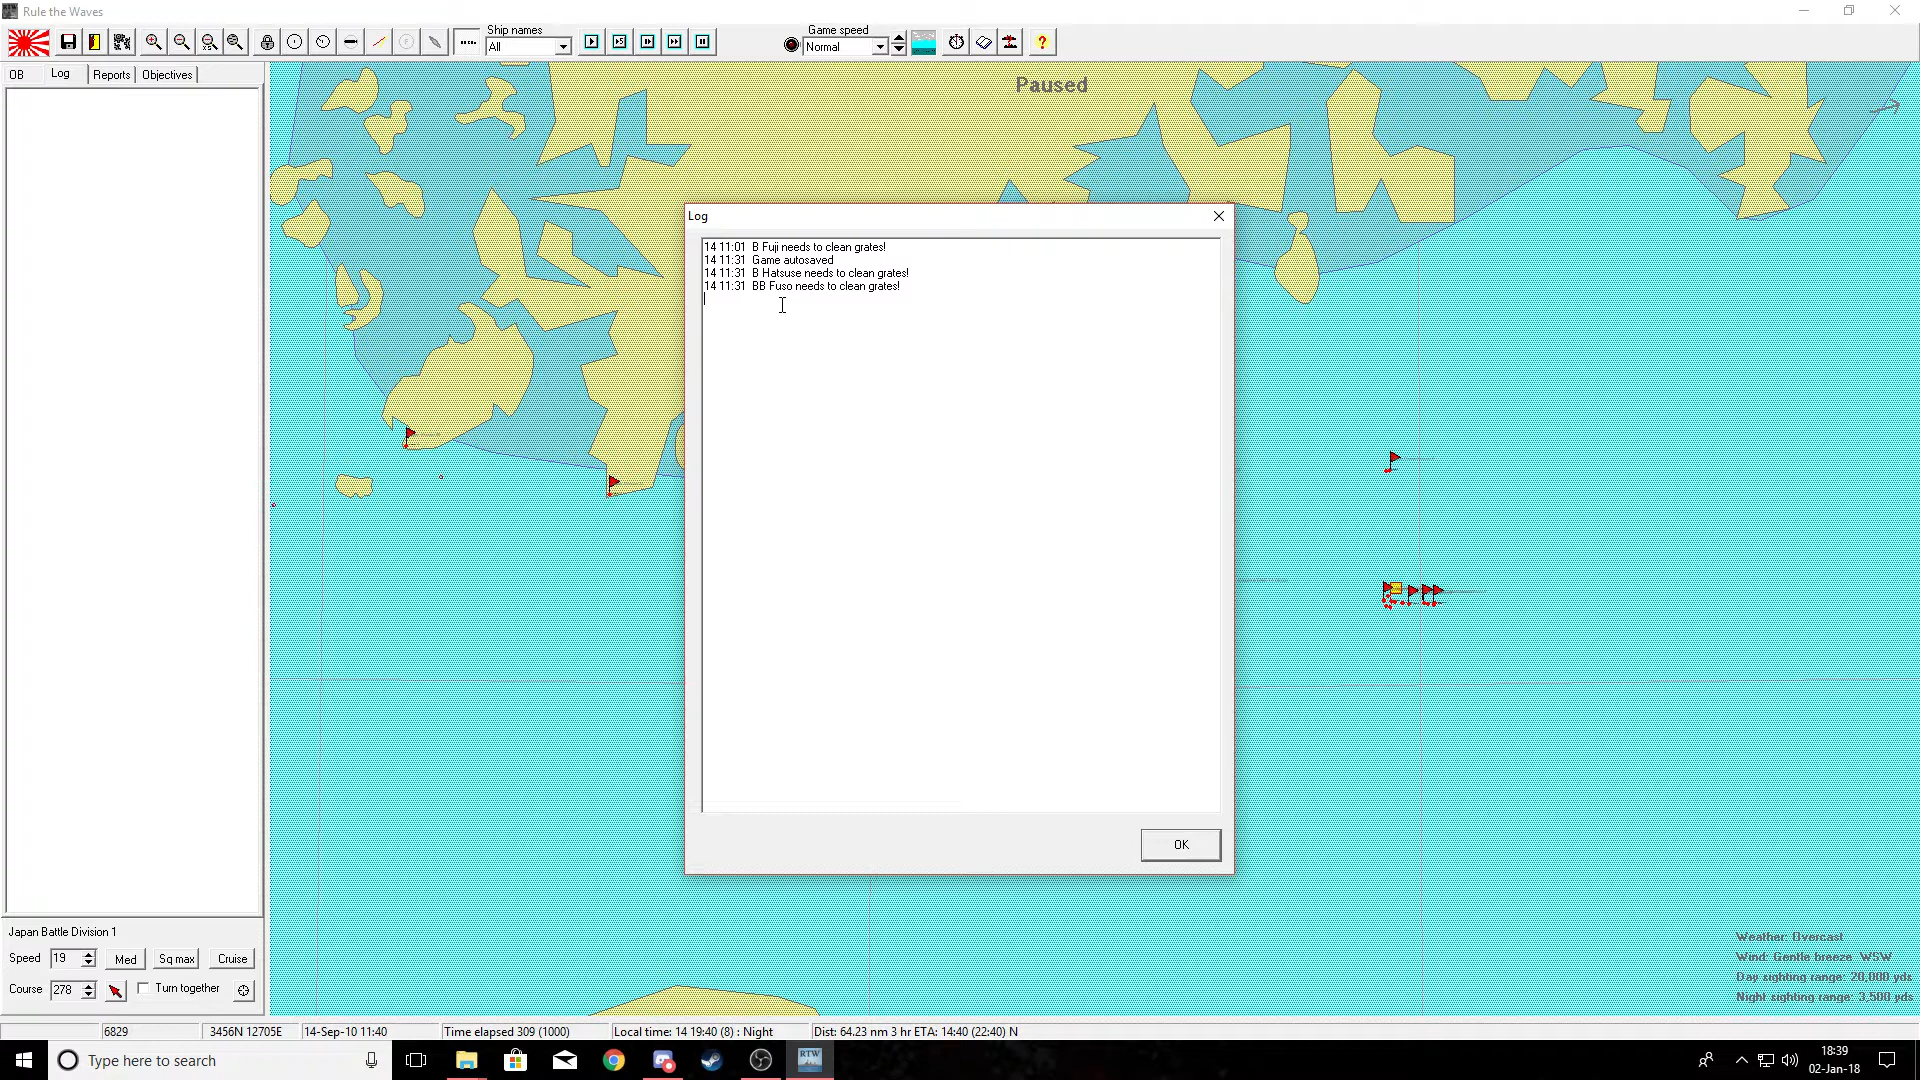 Rule the Waves
Ship names
All
Game speed
Normal
?
OB
Log
Reports
Objectives
Paused
Log
14 11:01 B Fuji needs to clean grates!
14 11:31 Game autosaved
14 11:31 B Hatsuse needs to clean grates!
14 11:31 BB Fuso needs to clean grates!
OK
Japan Battle Division 1
Speed 19 Med Sq max Cruise
Course 278 Turn together
Weather: Overcast
Wind: Gentle breeze WSW
Day sighting range: 20,000 yds
Night sighting range: 3,500 yds
6829 3456N 12705E 14-Sep-10 11:40 Time elapsed 309 (1000) Local time: 14 19:40 (8) : Night Dist: 64.23 nm 3 hr ETA: 14:40 (22:40) N
Type here to search
RTW
18:39
02-Jan-18